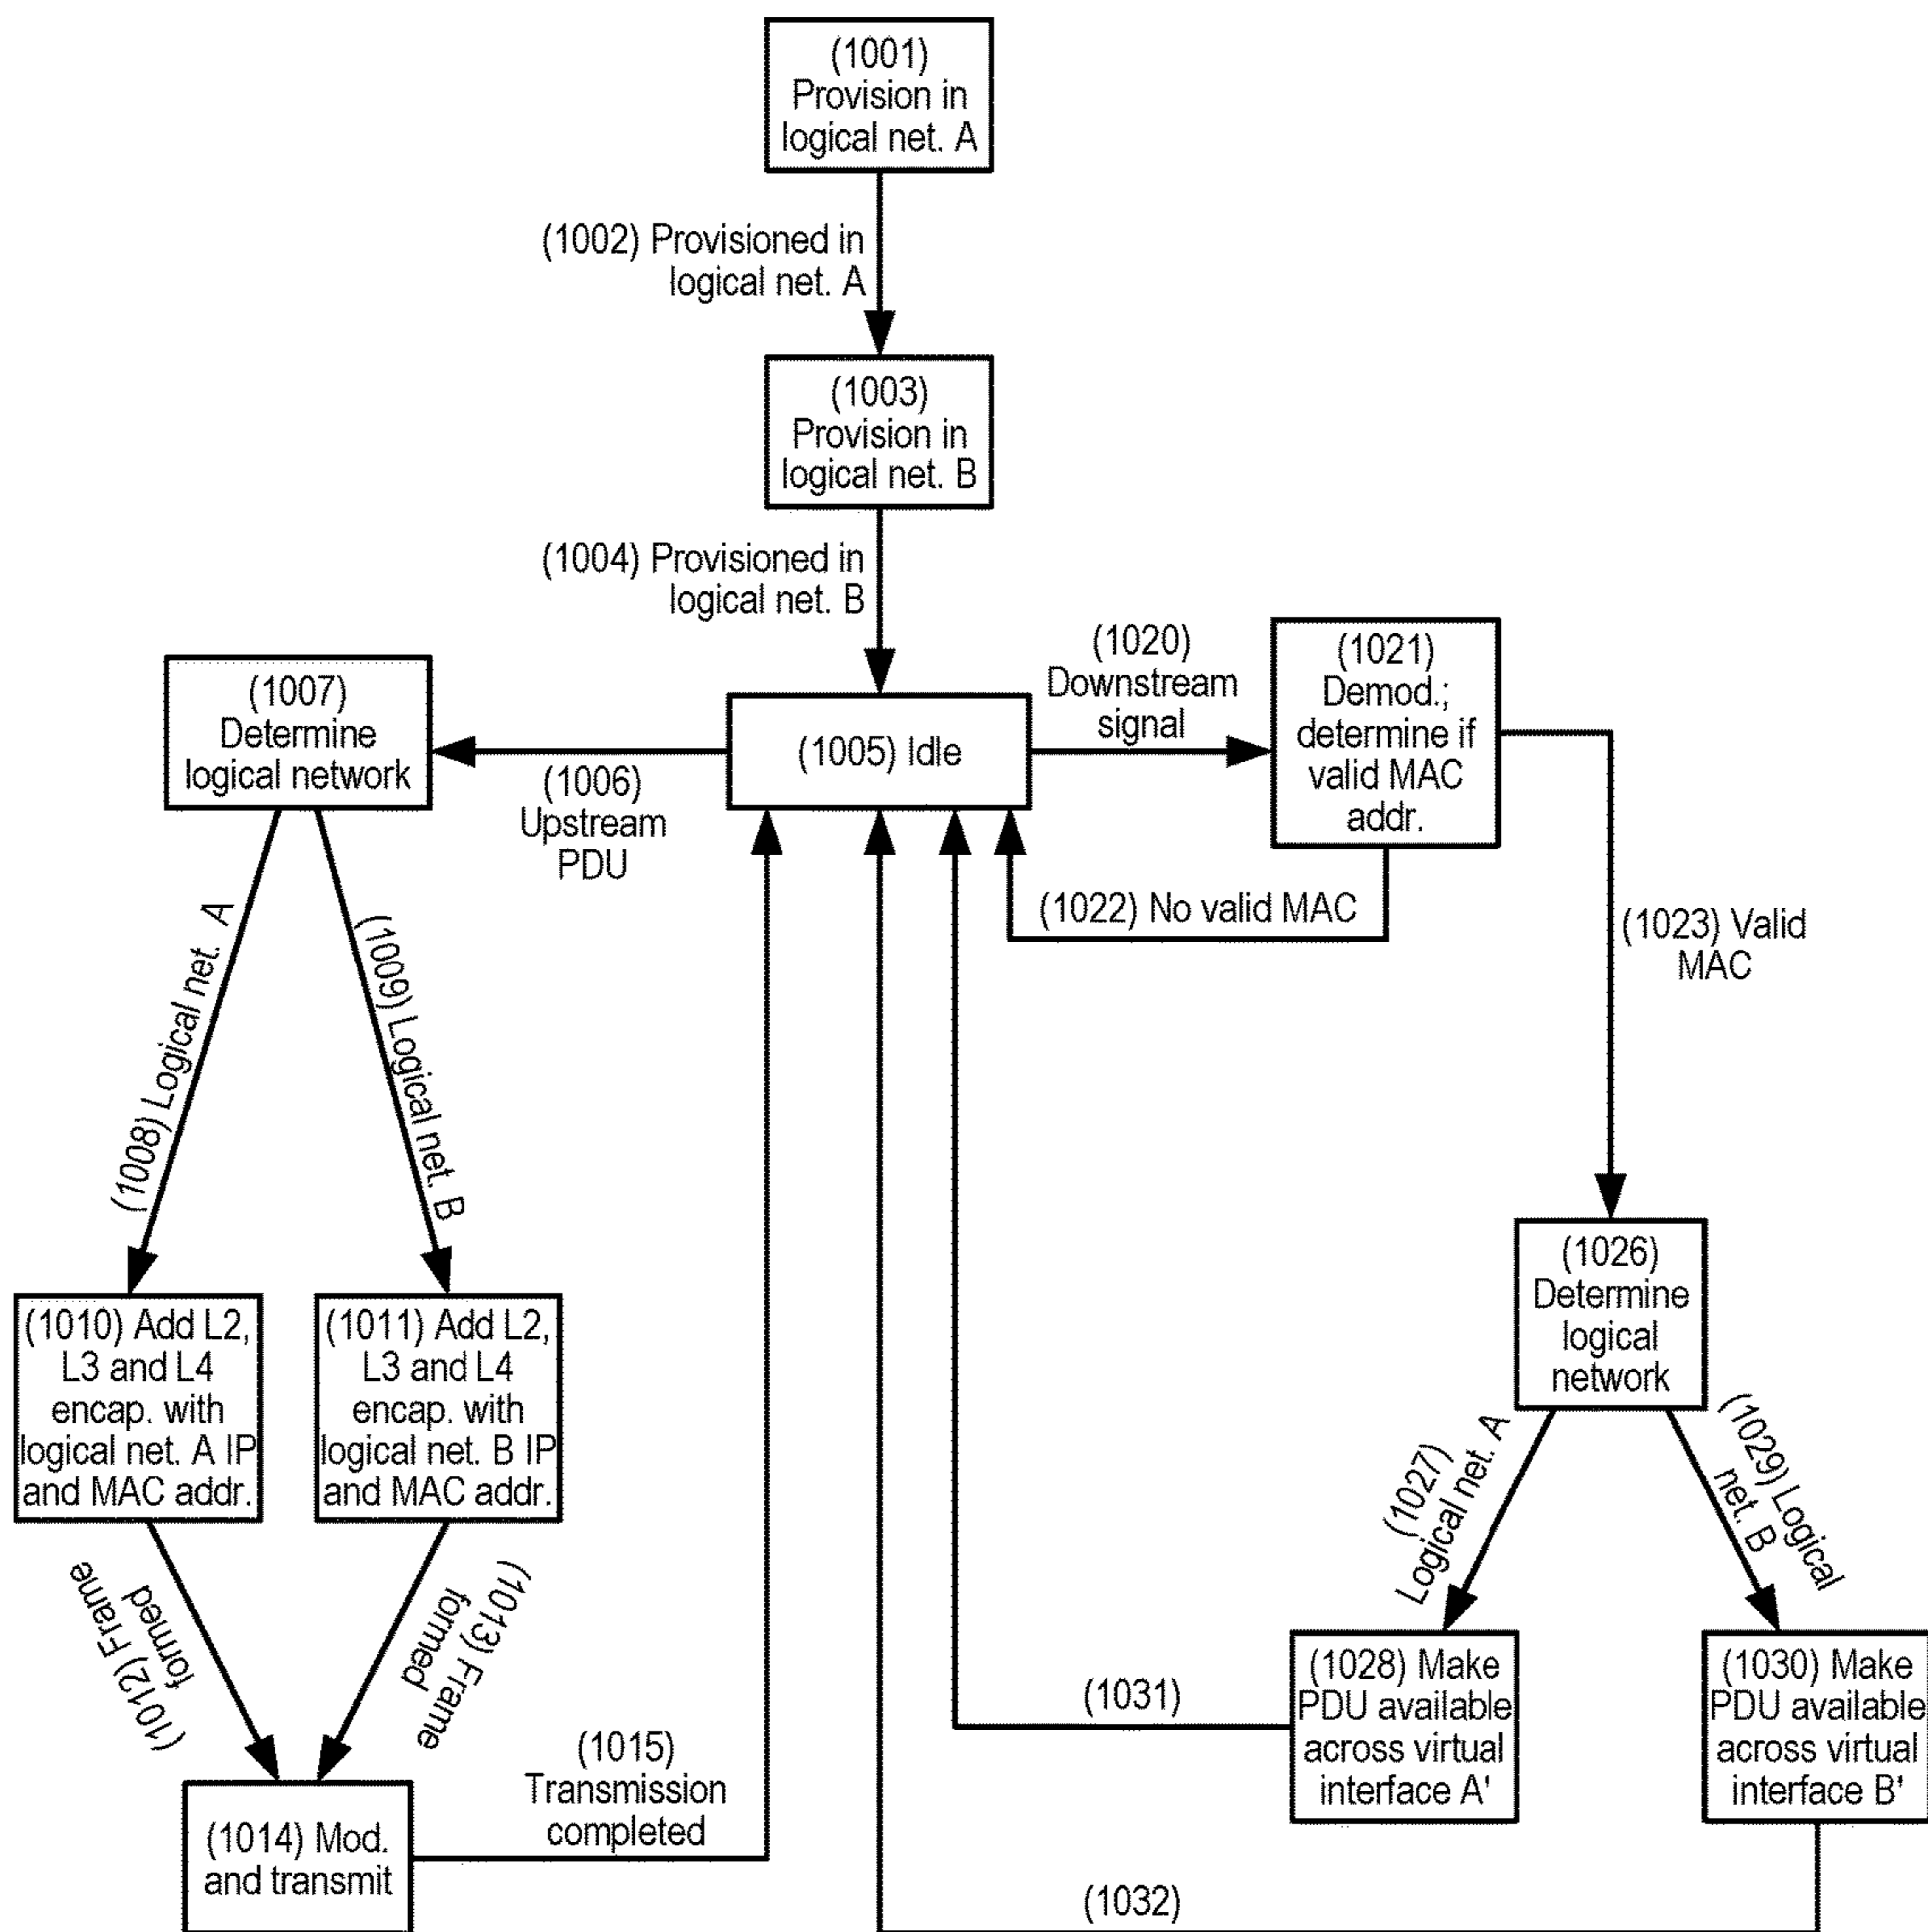 (1001)
Provision in
logical net. A
(1002) Provisioned in
logical net. A
(1003)
Provision in
logical net. B
(1004) Provisioned in
logical net. B
(1005) Idle
(1006)
Upstream
PDU
(1007)
Determine
logical network
(1008) Logical net. A
(1009) Logical net. B
(1010) Add L2,
L3 and L4
encap. with
logical net. A IP
and MAC addr.
(1011) Add L2,
L3 and L4
encap. with
logical net. B IP
and MAC addr.
(1012) Frame
formed
(1013) Frame
formed
(1014) Mod.
and transmit
(1015)
Transmission
completed
(1020)
Downstream
signal
(1021)
Demod.;
determine if
valid MAC
addr.
(1022) No valid MAC
(1023) Valid
MAC
(1026)
Determine
logical
network
(1027)
Logical net. A
(1029) Logical
net. B
(1028) Make
PDU available
across virtual
interface A'
(1030) Make
PDU available
across virtual
interface B'
(1031)
(1032)